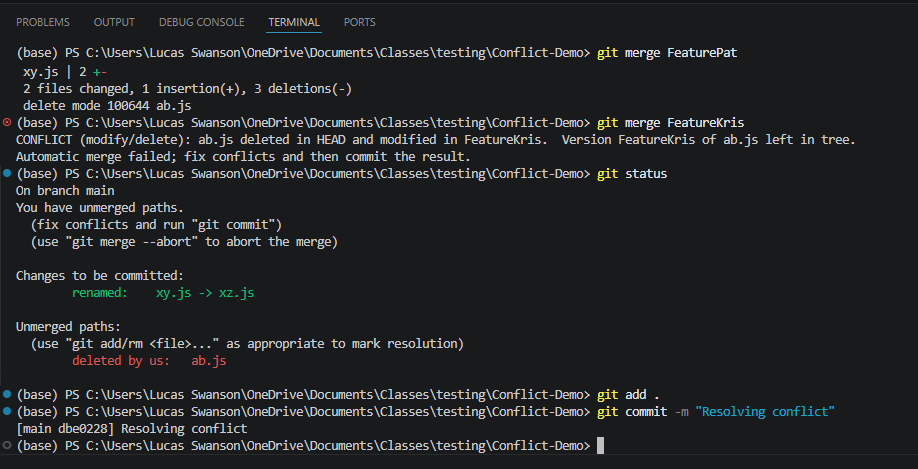 PROBLEMS OUTPUT DEBUG CONSOLE TERMINAL PORTS
(base) PS C:\Users\Lucas Swanson\OneDrive\Documents\Classes\testing\Conflict-Demo> git merge FeaturePat
xy.js | 2 +-
2 files changed, 1 insertion(+), 3 deletions(-)
delete mode 100644 ab.js
(base) PS C:\Users\Lucas Swanson\OneDrive\Documents\Classes\testing\Conflict-Demo> git merge FeatureKris
CONFLICT (modify/delete): ab.js deleted in HEAD and modified in FeatureKris.  Version FeatureKris of ab.js left in tree.
Automatic merge failed; fix conflicts and then commit the result.
(base) PS C:\Users\Lucas Swanson\OneDrive\Documents\Classes\testing\Conflict-Demo> git status
On branch main
You have unmerged paths.
  (fix conflicts and run "git commit")
  (use "git merge --abort" to abort the merge)
Changes to be committed:
        renamed:    xy.js -> xz.js
Unmerged paths:
  (use "git add/rm <file>..." as appropriate to mark resolution)
        deleted by us:   ab.js
(base) PS C:\Users\Lucas Swanson\OneDrive\Documents\Classes\testing\Conflict-Demo> git add .
(base) PS C:\Users\Lucas Swanson\OneDrive\Documents\Classes\testing\Conflict-Demo> git commit -m "Resolving conflict"
[main dbe0228] Resolving conflict
(base) PS C:\Users\Lucas Swanson\OneDrive\Documents\Classes\testing\Conflict-Demo>